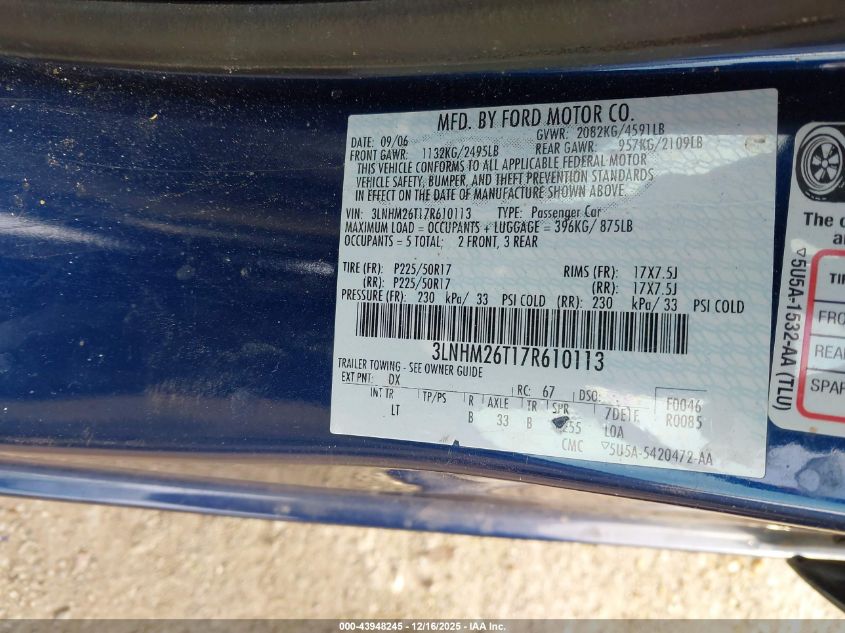 MFD. BY FORD MOTOR CO.
DATE: 09/06 GVWR: 2082KG/4591LB
FRONT GAWR: 1132KG/2495LB REAR GAWR: 957KG/2109LB
THIS VEHICLE CONFORMS TO ALL APPLICABLE FEDERAL MOTOR
VEHICLE SAFETY, BUMPER, AND THEFT PREVENTION STANDARDS
IN EFFECT ON THE DATE OF MANUFACTURE SHOWN ABOVE.
VIN: 3LNHM26T17R610113 TYPE: Passenger Car
MAXIMUM LOAD = OCCUPANTS + LUGGAGE = 396KG/ 875LB
OCCUPANTS = 5 TOTAL: 2 FRONT, 3 REAR
TIRE (FR): P225/50R17 RIMS (FR): 17X7.5J
(RR): P225/50R17 (RR): 17X7.5J
PRESSURE (FR): 230 kPa/ 33 PSI COLD (RR): 230 kPa/ 33 PSI COLD
3LNHM26T17R610113
TRAILER TOWING - SEE OWNER GUIDE
EXT PNT: DX RC: 67 DSO: F0046
INT TR TP/PS R AXLE TR SPR R0085
LT B 33 B
CMC ▽5U5A-5420472-AA
The c
a
▽5U5A-1532-AA (TLU)
TI
FRO
REA
SPAR
000-43948245 - 12/16/2025 - IAA Inc.